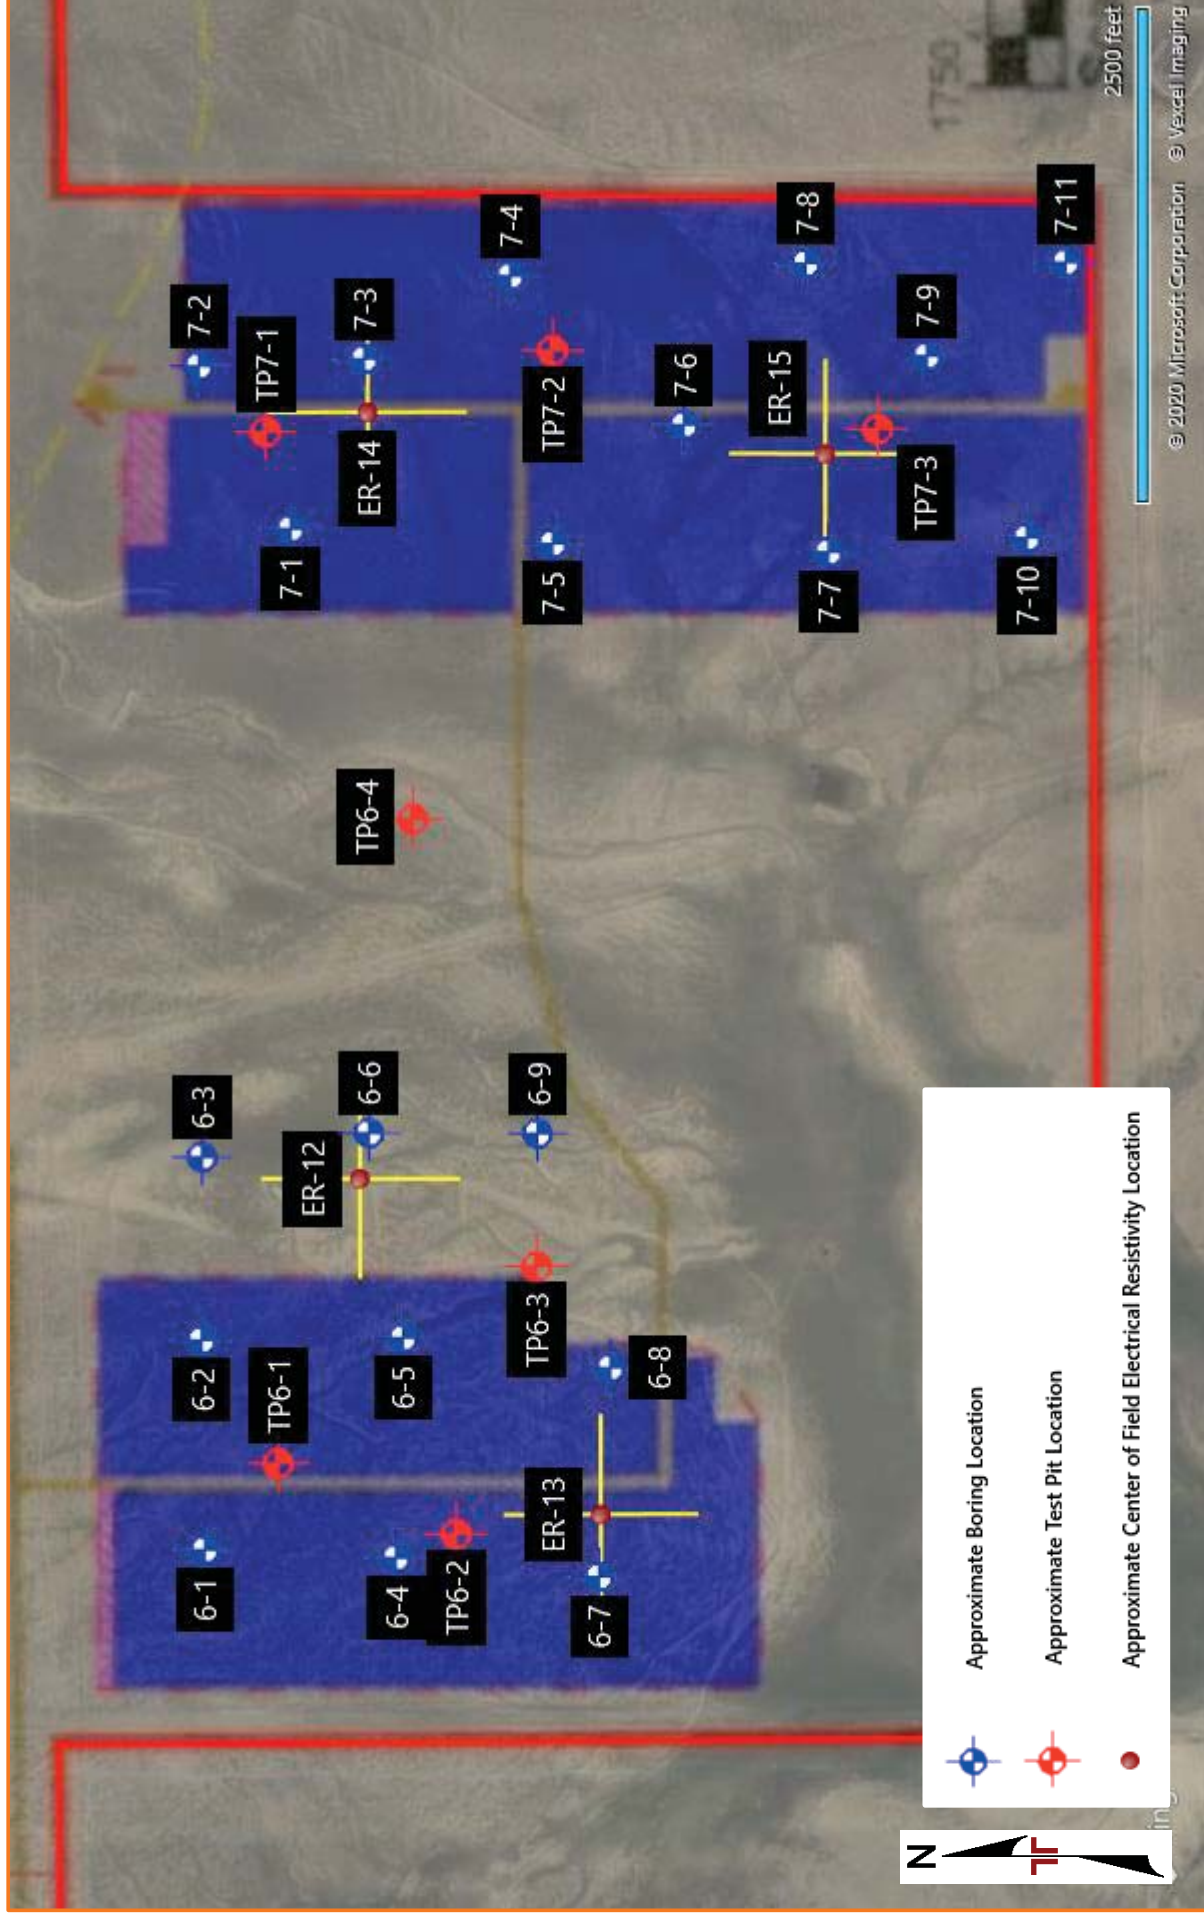 6-1
6-2
TP6-1
6-3
ER-12
6-6
6-4
TP6-2
6-5
TP6-3
6-9
6-7
ER-13
6-8
TP6-4
7-1
7-2
TP7-1
ER-14
7-3
7-4
7-5
TP7-2
7-6
7-7
ER-15
7-8
TP7-3
7-9
7-10
7-11
N
Approximate Boring Location
Approximate Test Pit Location
Approximate Center of Field Electrical Resistivity Location
ing
1750
2500 feet
© 2020 Microsoft Corporation © Vexcel Imaging